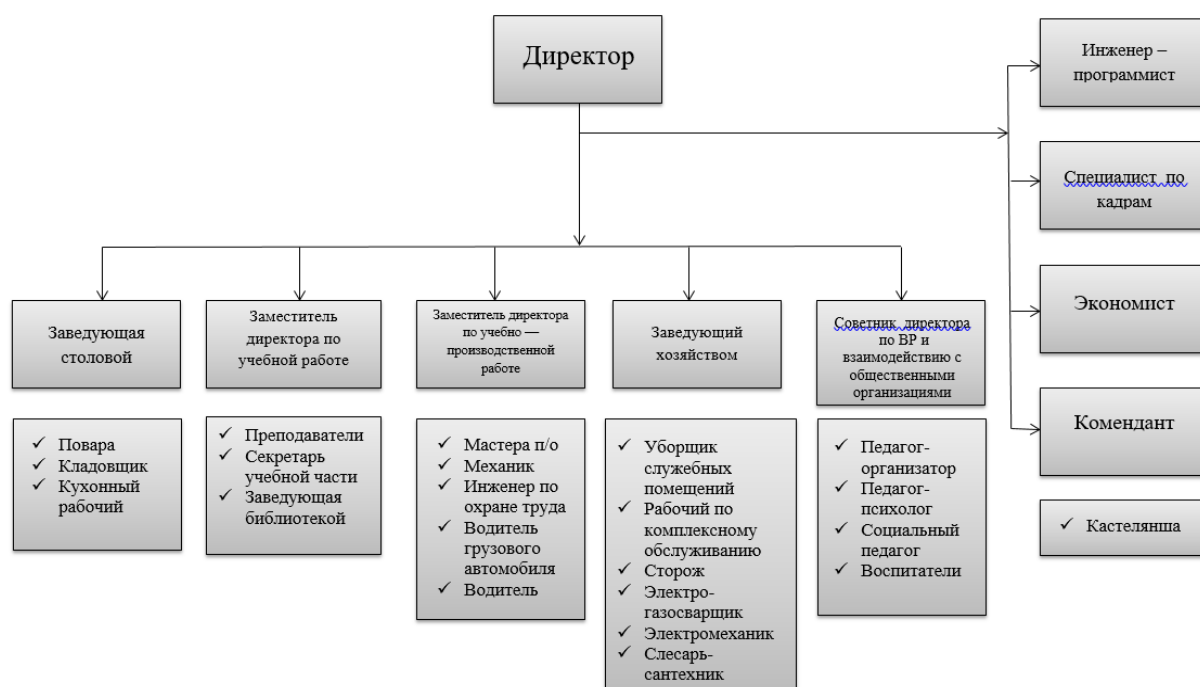 Директор
Инженер –
программист
Специалист по
кадрам
Экономист
Комендант
✓ Кастелянша
Заведующая
столовой
✓ Повара
✓ Кладовщик
✓ Кухонный
рабочий
Заместитель
директора по
учебной работе
✓ Преподаватели
✓ Секретарь
учебной части
✓ Заведующая
библиотекой
Заместитель директора
по учебно —
производственной
работе
✓ Мастера п/о
✓ Механик
✓ Инженер по
охране труда
✓ Водитель
грузового
автомобиля
✓ Водитель
Заведующий
хозяйством
✓ Уборщик
служебных
помещений
✓ Рабочий по
комплексному
обслуживанию
✓ Сторож
✓ Электро-
газосварщик
✓ Электромеханик
✓ Слесарь-
сантехник
Советник директора
по ВР и
взаимодействию с
общественными
организациями
✓ Педагог-
организатор
✓ Педагог-
психолог
✓ Социальный
педагог
✓ Воспитатели